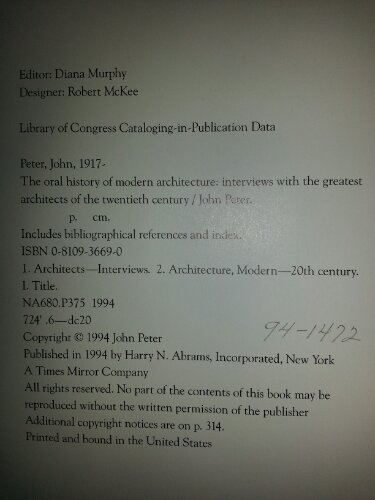 Editor: Diana Murphy
Designer: Robert McKee
Library of Congress Cataloging-in-Publication Data
Peter, John, 1917-
The oral history of modern architecture: interviews with the greatest
architects of the twentieth century / John Peter.
p. cm.
Includes bibliographical references and index.
ISBN 0-8109-3669-0
1. Architects—Interviews. 2. Architecture, Modern—20th century.
I. Title.
NA680.P375 1994
724' .6—dc20
94-1472
Copyright © 1994 John Peter
Published in 1994 by Harry N. Abrams, Incorporated, New York
A Times Mirror Company
All rights reserved. No part of the contents of this book may be
reproduced without the written permission of the publisher
Additional copyright notices are on p. 314.
Printed and bound in the United States